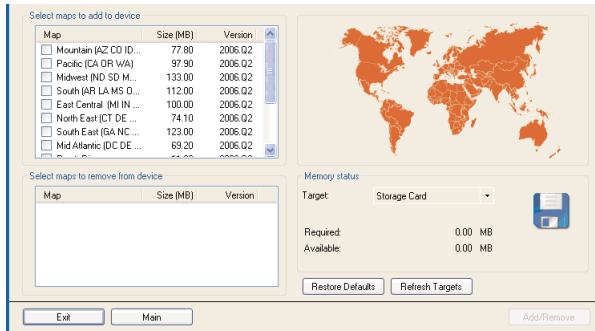 Select maps to add to device
Map Size (MB) Version
Mountain (AZ CO ID... 77.80 2006.Q2
Pacific (CA OR WA) 97.90 2006.Q2
Midwest (ND SD M... 133.00 2006.Q2
South (AR LA MS O... 112.00 2006.Q2
East Central (MI IN ... 100.00 2006.Q2
North East (CT DE ... 74.10 2006.Q2
South East (GA NC ... 123.00 2006.Q2
Mid Atlantic (DC DE ... 69.20 2006.Q2
Select maps to remove from device
Map Size (MB) Version
Memory status
Target: Storage Card
Required: 0.00 MB
Available: 0.00 MB
Restore Defaults Refresh Targets
Exit Main Add/Remove